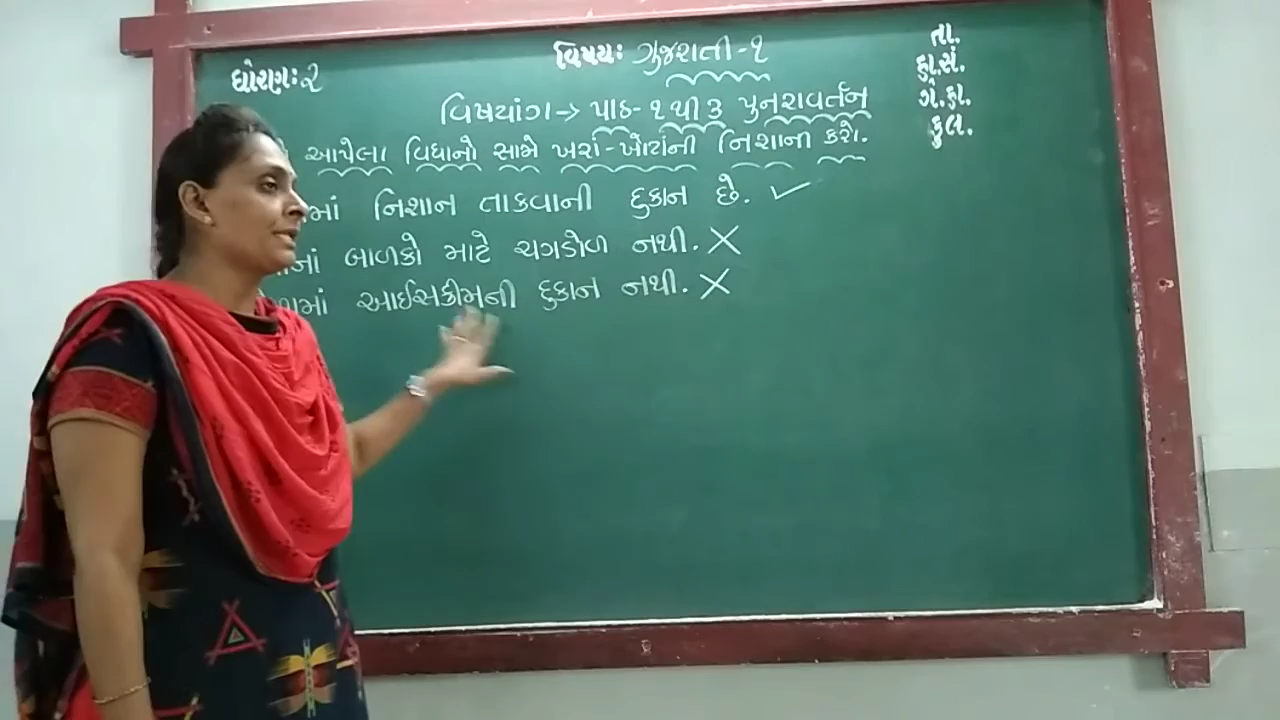 વિષયઃ ગુજરાતી-૧
ધોરણઃ ૨
તા.
કા.સં.
ગે.કા.
કુલ.
વિષયાંગ → પાઠ- ૧ થી ૩ પુનરાવર્તન
આપેલા વિધાનો સામે ખરાં-ખોટાંની નિશાની કરો.
નિશાન તાકવાની દુકાન છે. ✓
બાળકો માટે ચગડોળ નથી. ✗
આઈસક્રીમની દુકાન નથી. ✗